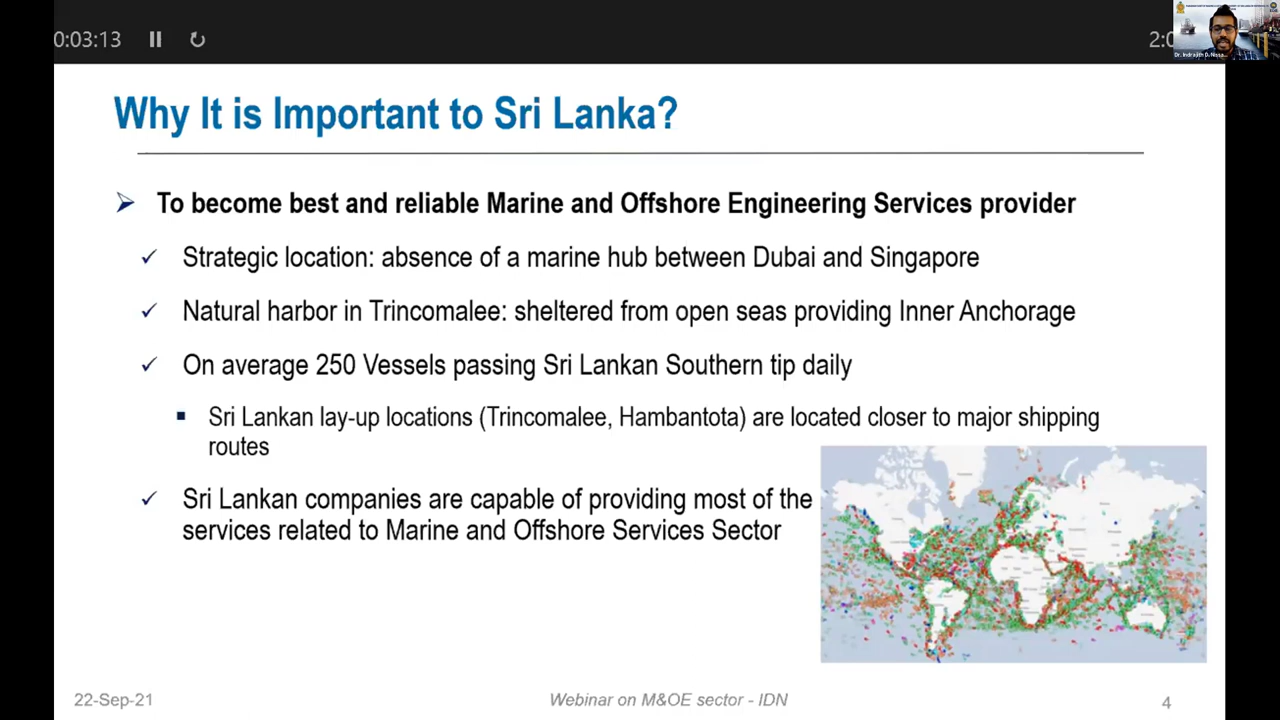 0:03:13
2:0
Dr. Indrajith D. Nissa...
Why It is Important to Sri Lanka?
To become best and reliable Marine and Offshore Engineering Services provider
Strategic location: absence of a marine hub between Dubai and Singapore
Natural harbor in Trincomalee: sheltered from open seas providing Inner Anchorage
On average 250 Vessels passing Sri Lankan Southern tip daily
Sri Lankan lay-up locations (Trincomalee, Hambantota) are located closer to major shipping
routes
Sri Lankan companies are capable of providing most of the
services related to Marine and Offshore Services Sector
22-Sep-21
Webinar on M&OE sector - IDN
4